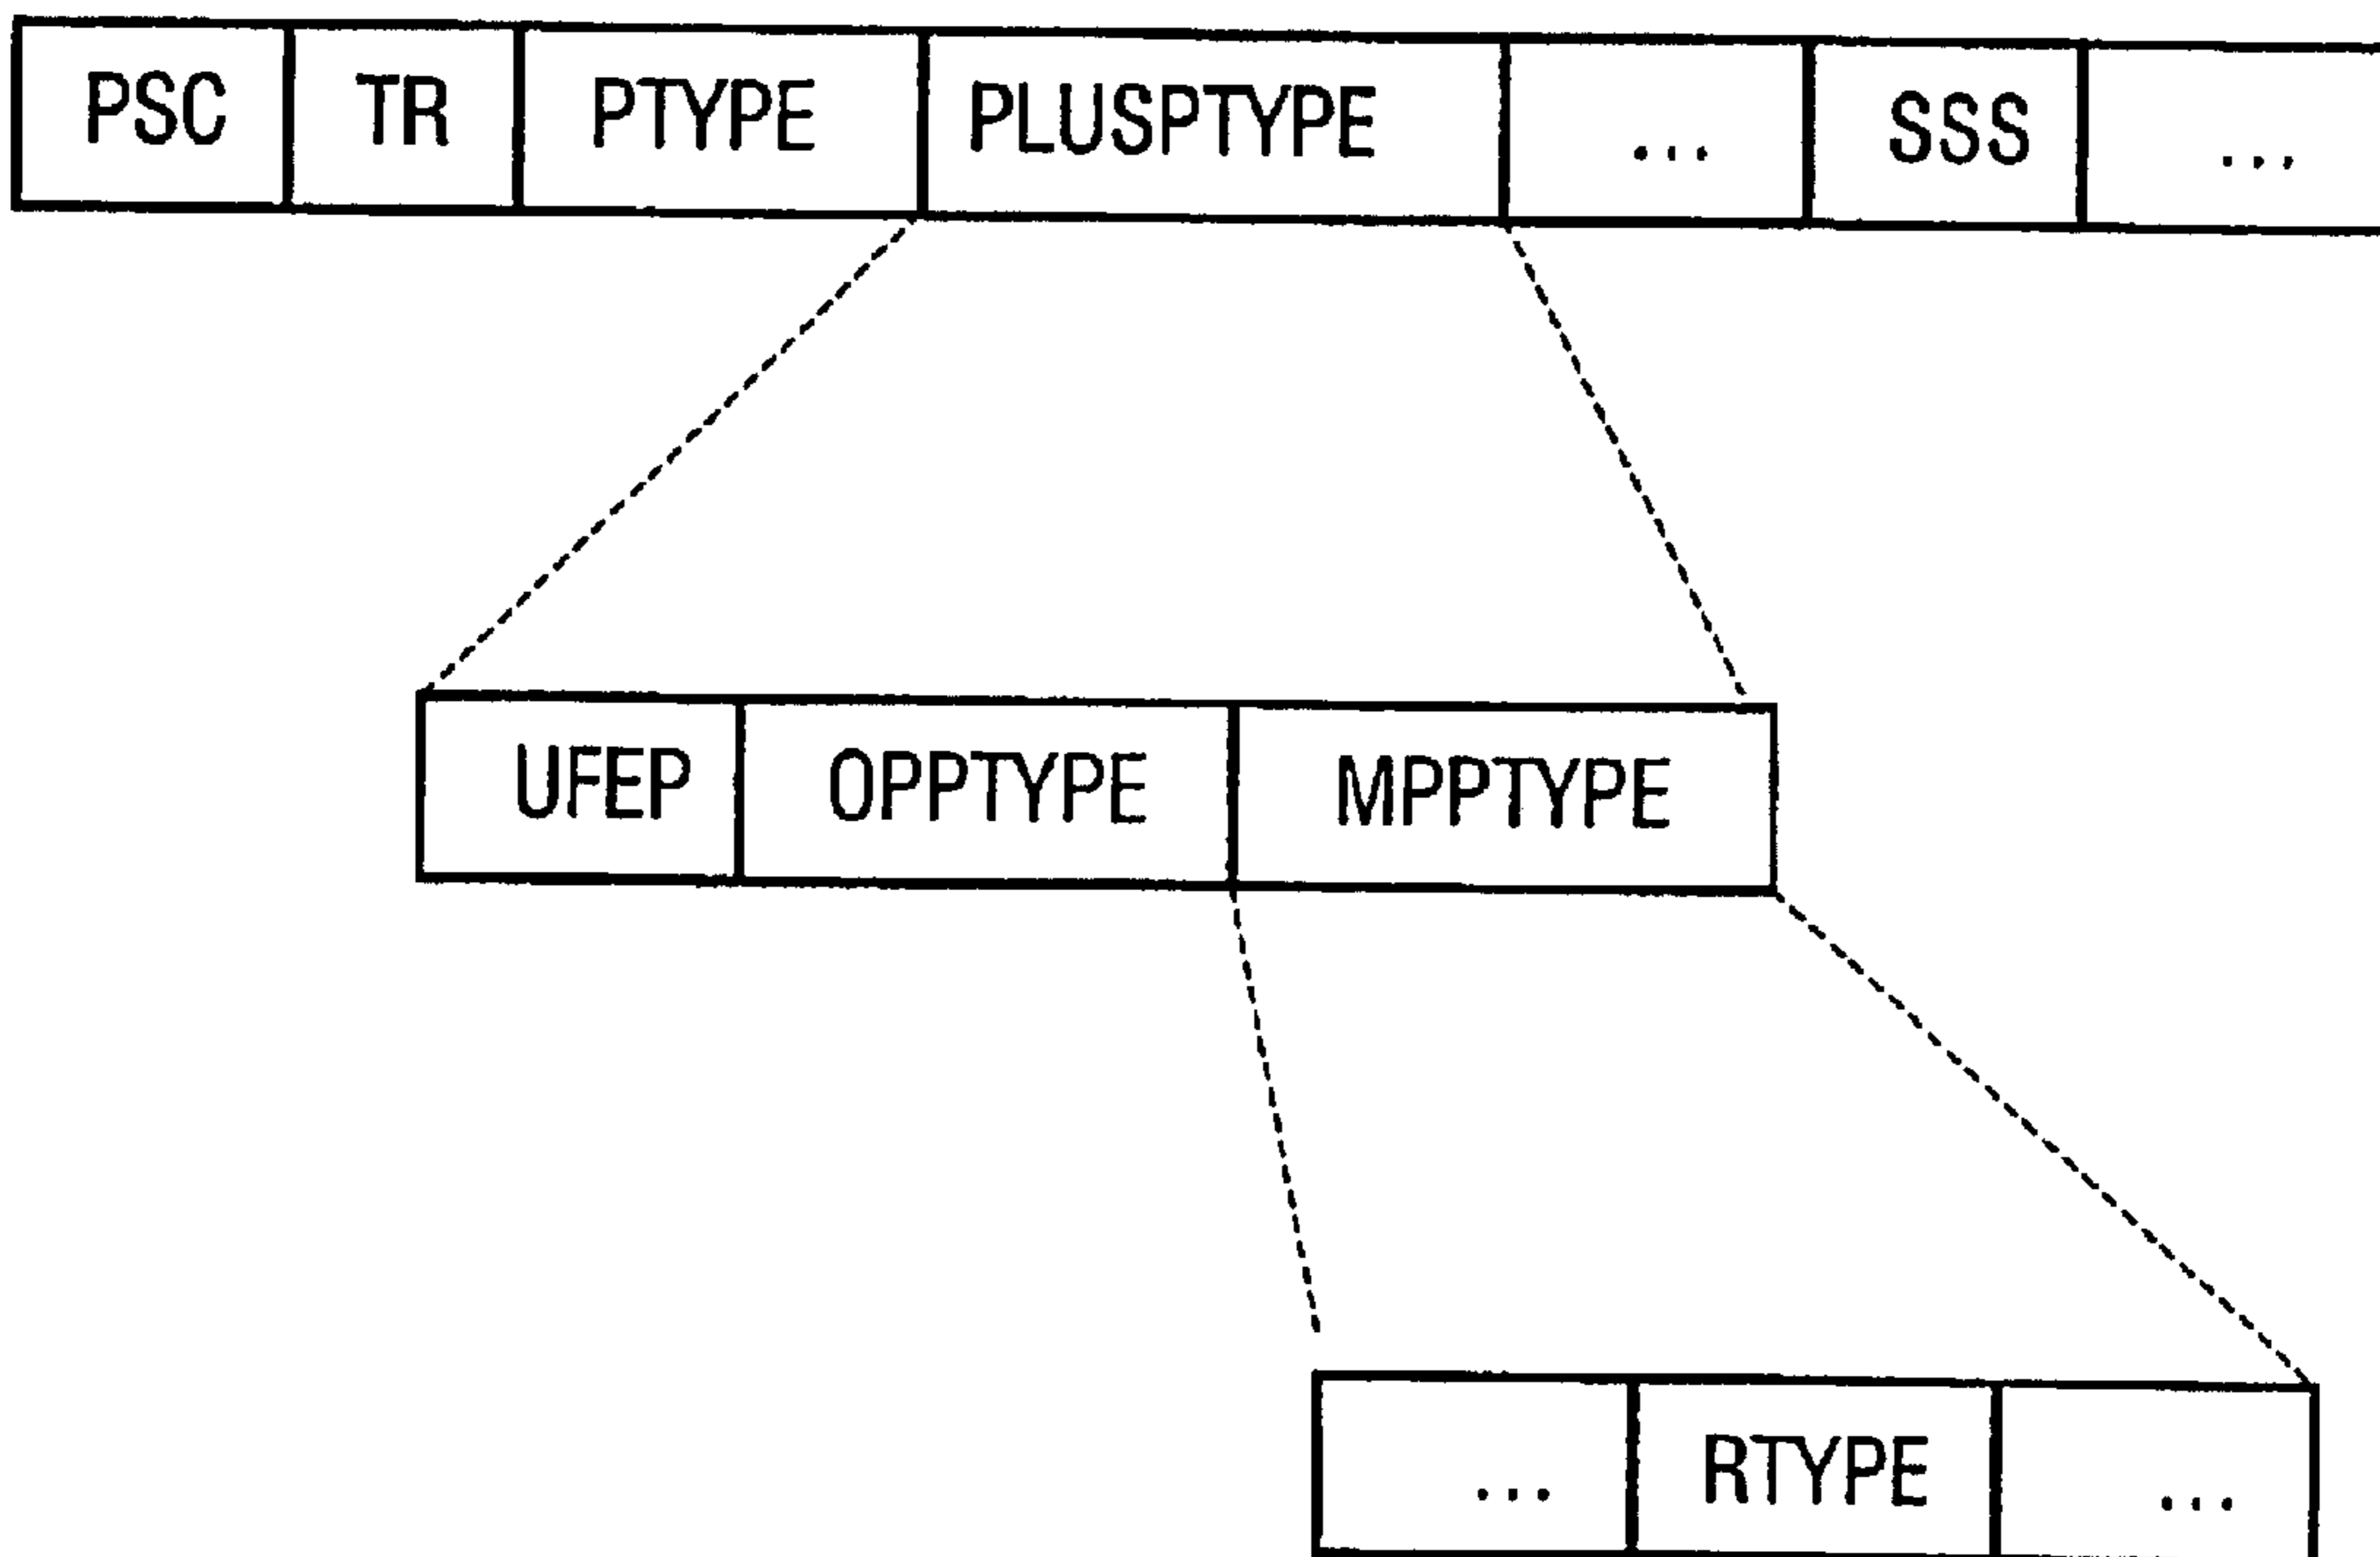 PSC TR PTYPE PLUSPTYPE ... SSS ...
UFEP OPPTYPE MPPTYPE
... RTYPE ...